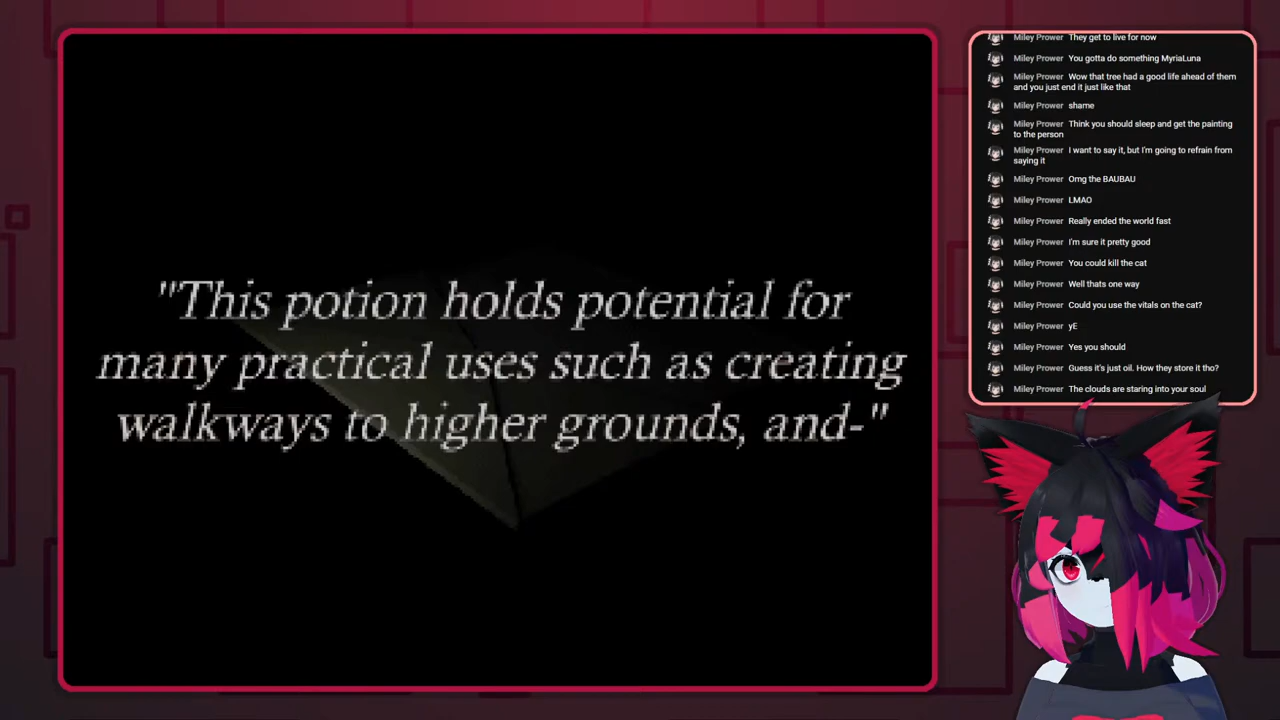 "This potion holds potential for
many practical uses such as creating
walkways to higher grounds, and-"
Miley Prower They get to live for now
Miley Prower You gotta do something MyriaLuna
Miley Prower Wow that tree had a good life ahead of them
and you just end it just like that
Miley Prower shame
Miley Prower Think you should sleep and get the painting
to the person
Miley Prower I want to say it, but I'm going to refrain from
saying it
Miley Prower Omg the BAUBAU
Miley Prower LMAO
Miley Prower Really ended the world fast
Miley Prower I'm sure it pretty good
Miley Prower You could kill the cat
Miley Prower Well thats one way
Miley Prower Could you use the vitals on the cat?
Miley Prower yE
Miley Prower Yes you should
Miley Prower Guess it's just oil. How they store it tho?
Miley Prower The clouds are staring into your soul